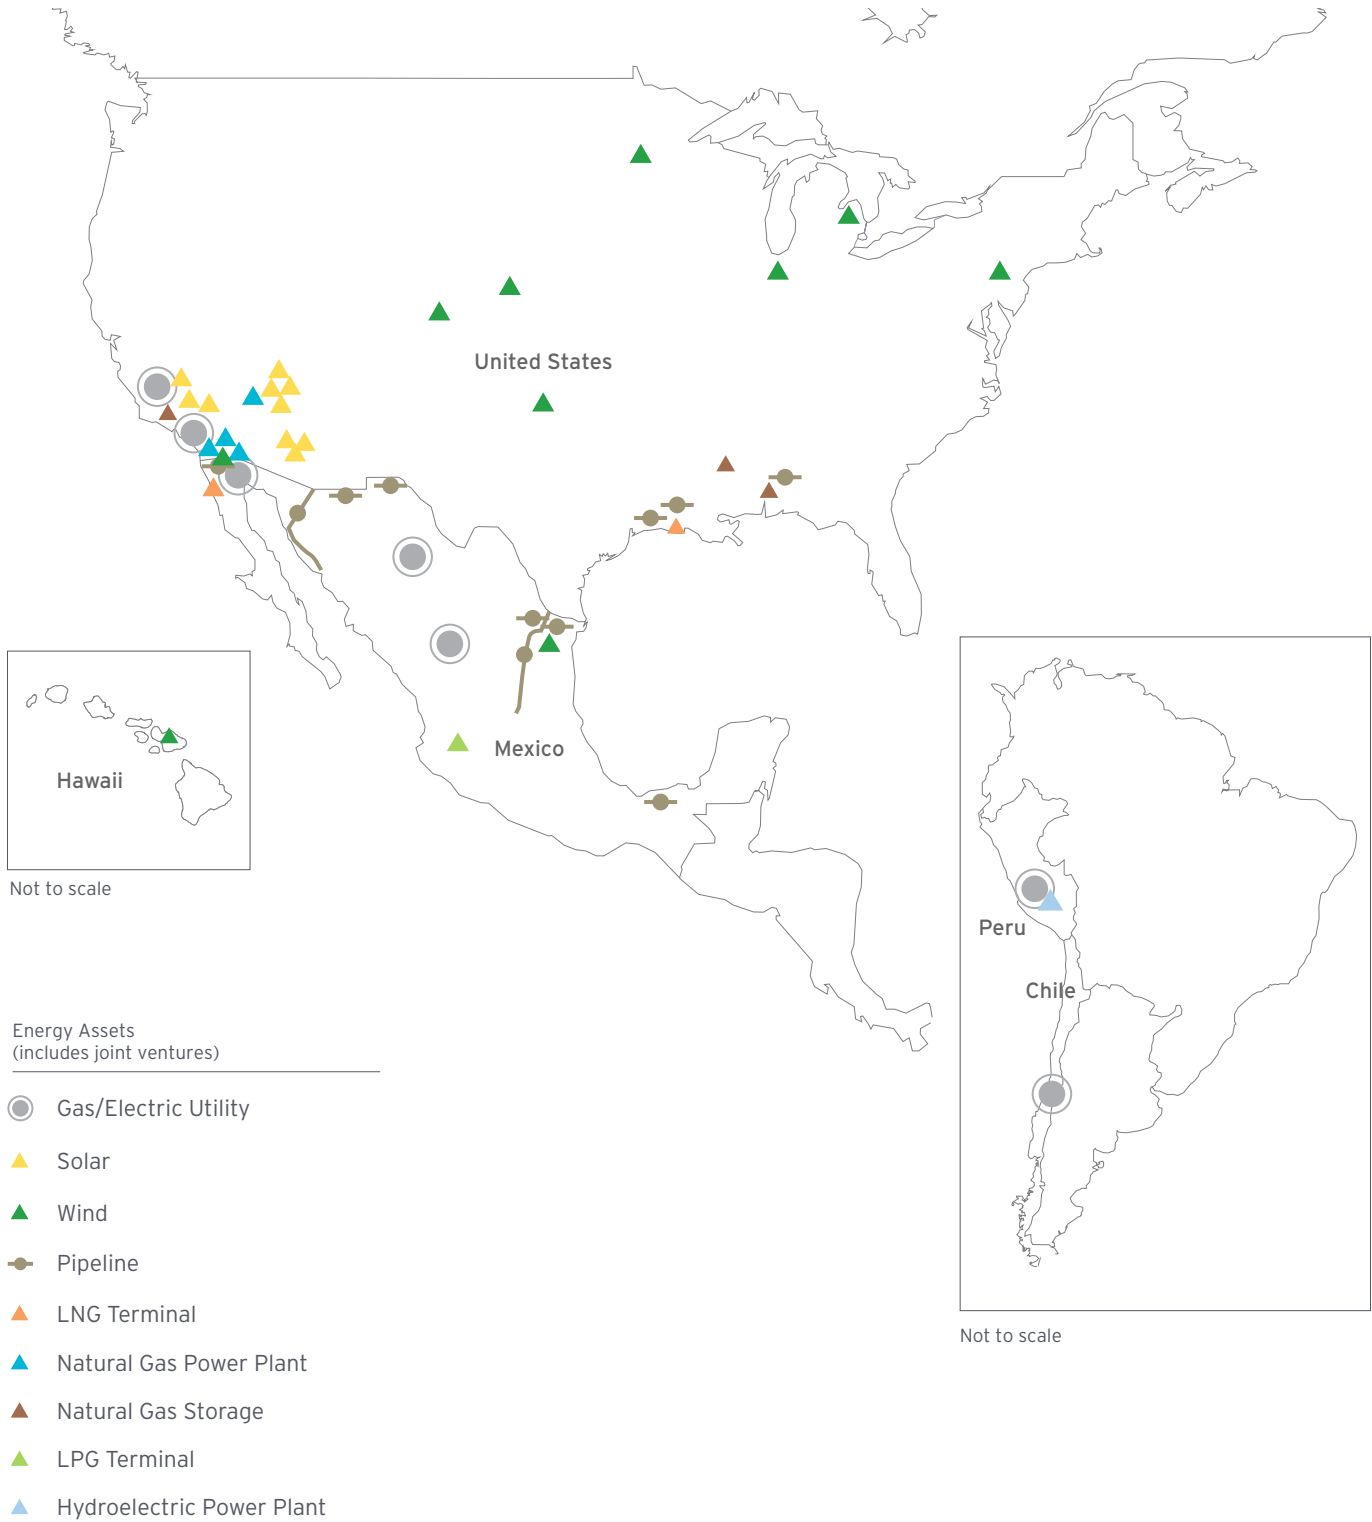 United States
Mexico
Hawaii
Not to scale
Peru
Chile
Not to scale
Energy Assets
(includes joint ventures)
Gas/Electric Utility
Solar
Wind
Pipeline
LNG Terminal
Natural Gas Power Plant
Natural Gas Storage
LPG Terminal
Hydroelectric Power Plant